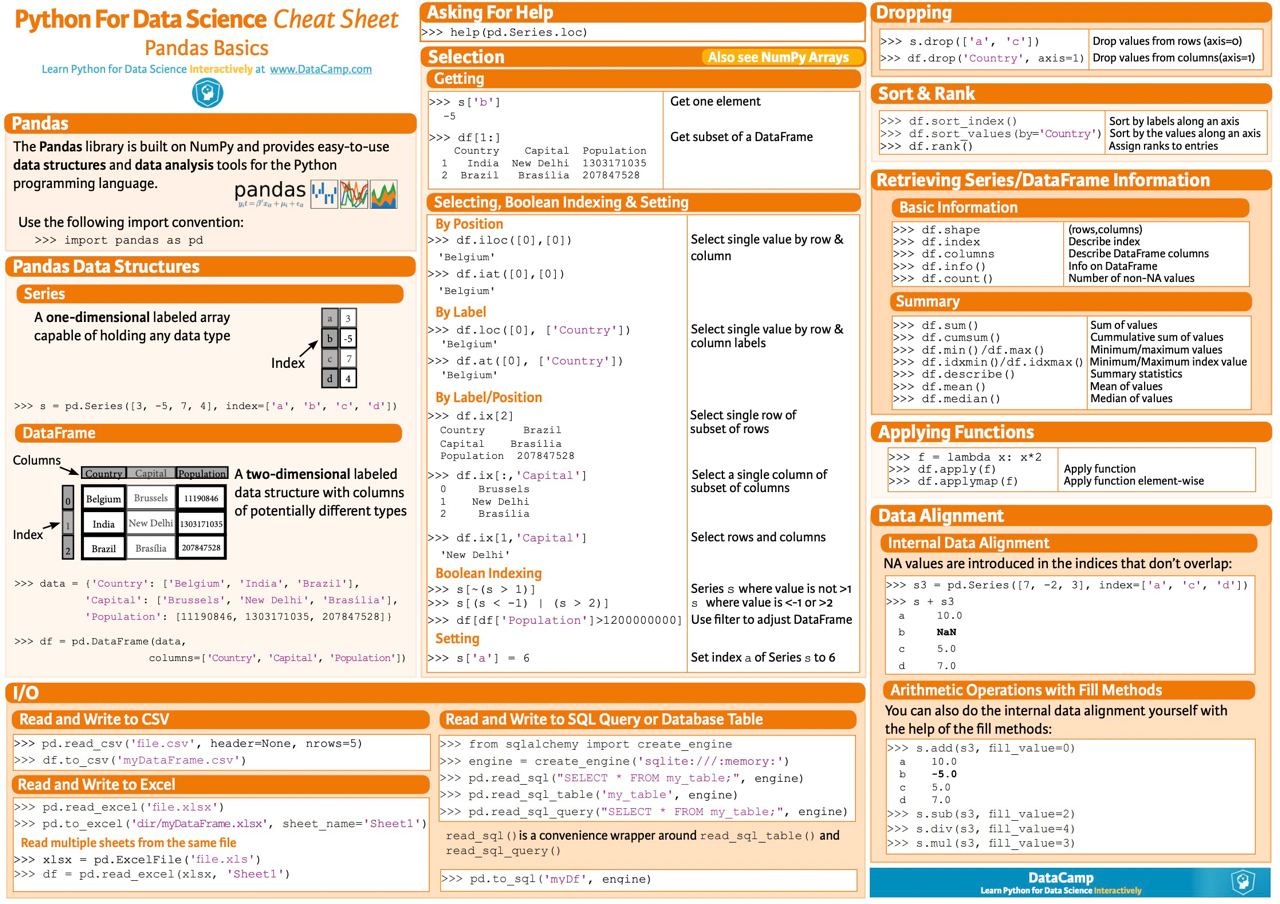 Python For Data Science Cheat Sheet
Pandas Basics
Learn Python for Data Science Interactively at www.DataCamp.com
Pandas
The Pandas library is built on NumPy and provides easy-to-use
data structures and data analysis tools for the Python
programming language.
pandas
Use the following import convention:
>>> import pandas as pd
Pandas Data Structures
Series
A one-dimensional labeled array
capable of holding any data type
Index
a 3
b -5
c 7
d 4
>>> s = pd.Series([3, -5, 7, 4], index=['a', 'b', 'c', 'd'])
DataFrame
Columns
Country Capital Population
Index
0 Belgium Brussels 11190846
1 India New Delhi 1303171035
2 Brazil Brasília 207847528
A two-dimensional labeled
data structure with columns
of potentially different types
>>> data = {'Country': ['Belgium', 'India', 'Brazil'],
'Capital': ['Brussels', 'New Delhi', 'Brasília'],
'Population': [11190846, 1303171035, 207847528]}
>>> df = pd.DataFrame(data,
columns=['Country', 'Capital', 'Population'])
Asking For Help
>>> help(pd.Series.loc)
Selection Also see NumPy Arrays
Getting
>>> s['b'] Get one element
-5
>>> df[1:] Get subset of a DataFrame
Country Capital Population
1 India New Delhi 1303171035
2 Brazil Brasília 207847528
Selecting, Boolean Indexing & Setting
By Position
>>> df.iloc([0],[0]) Select single value by row &
'Belgium' column
>>> df.iat([0],[0])
'Belgium'
By Label
>>> df.loc([0], ['Country']) Select single value by row &
'Belgium' column labels
>>> df.at([0], ['Country'])
'Belgium'
By Label/Position
>>> df.ix[2] Select single row of
Country Brazil subset of rows
Capital Brasília
Population 207847528
>>> df.ix[:,'Capital'] Select a single column of
0 Brussels subset of columns
1 New Delhi
2 Brasília
>>> df.ix[1,'Capital'] Select rows and columns
'New Delhi'
Boolean Indexing
>>> s[~(s > 1)] Series s where value is not >1
>>> s[(s < -1) | (s > 2)] s where value is <-1 or >2
>>> df[df['Population']>1200000000] Use filter to adjust DataFrame
Setting
>>> s['a'] = 6 Set index a of Series s to 6
I/O
Read and Write to CSV
>>> pd.read_csv('file.csv', header=None, nrows=5)
>>> df.to_csv('myDataFrame.csv')
Read and Write to Excel
>>> pd.read_excel('file.xlsx')
>>> pd.to_excel('dir/myDataFrame.xlsx', sheet_name='Sheet1')
Read multiple sheets from the same file
>>> xlsx = pd.ExcelFile('file.xls')
>>> df = pd.read_excel(xlsx, 'Sheet1')
Read and Write to SQL Query or Database Table
>>> from sqlalchemy import create_engine
>>> engine = create_engine('sqlite:///:memory:')
>>> pd.read_sql("SELECT * FROM my_table;", engine)
>>> pd.read_sql_table('my_table', engine)
>>> pd.read_sql_query("SELECT * FROM my_table;", engine)
read_sql() is a convenience wrapper around read_sql_table() and
read_sql_query()
>>> pd.to_sql('myDf', engine)
Dropping
>>> s.drop(['a', 'c']) Drop values from rows (axis=0)
>>> df.drop('Country', axis=1) Drop values from columns(axis=1)
Sort & Rank
>>> df.sort_index() Sort by labels along an axis
>>> df.sort_values(by='Country') Sort by the values along an axis
>>> df.rank() Assign ranks to entries
Retrieving Series/DataFrame Information
Basic Information
>>> df.shape (rows,columns)
>>> df.index Describe index
>>> df.columns Describe DataFrame columns
>>> df.info() Info on DataFrame
>>> df.count() Number of non-NA values
Summary
>>> df.sum() Sum of values
>>> df.cumsum() Cummulative sum of values
>>> df.min()/df.max() Minimum/maximum values
>>> df.idxmin()/df.idxmax() Minimum/Maximum index value
>>> df.describe() Summary statistics
>>> df.mean() Mean of values
>>> df.median() Median of values
Applying Functions
>>> f = lambda x: x*2
>>> df.apply(f) Apply function
>>> df.applymap(f) Apply function element-wise
Data Alignment
Internal Data Alignment
NA values are introduced in the indices that don't overlap:
>>> s3 = pd.Series([7, -2, 3], index=['a', 'c', 'd'])
>>> s + s3
a 10.0
b NaN
c 5.0
d 7.0
Arithmetic Operations with Fill Methods
You can also do the internal data alignment yourself with
the help of the fill methods:
>>> s.add(s3, fill_value=0)
a 10.0
b -5.0
c 5.0
d 7.0
>>> s.sub(s3, fill_value=2)
>>> s.div(s3, fill_value=4)
>>> s.mul(s3, fill_value=3)
DataCamp
Learn Python for Data Science Interactively